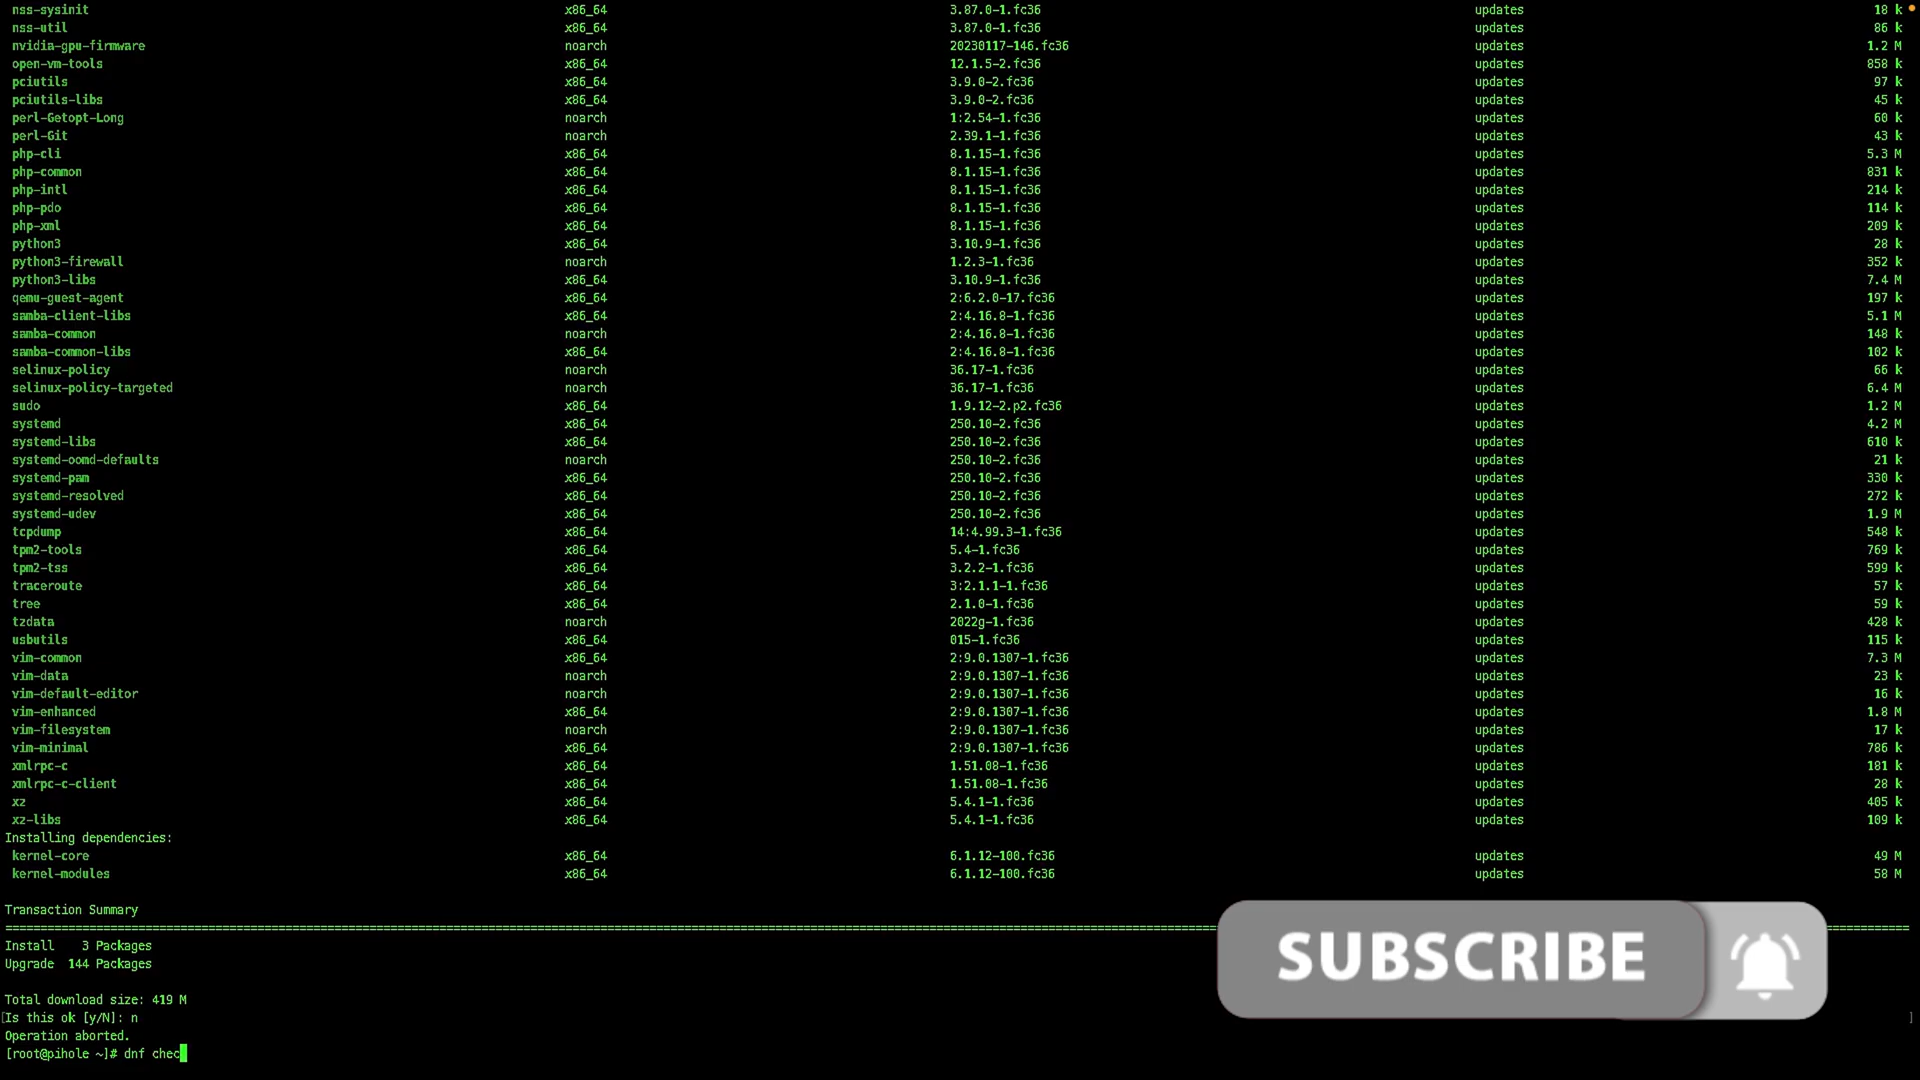 nss-sysinit x86_64 3.87.0-1.fc36 updates 18 k
nss-util x86_64 3.87.0-1.fc36 updates 86 k
nvidia-gpu-firmware noarch 20230117-146.fc36 updates 1.2 M
open-vm-tools x86_64 12.1.5-2.fc36 updates 858 k
pciutils x86_64 3.9.0-2.fc36 updates 97 k
pciutils-libs x86_64 3.9.0-2.fc36 updates 45 k
perl-Getopt-Long noarch 1:2.54-1.fc36 updates 60 k
perl-Git noarch 2.39.1-1.fc36 updates 43 k
php-cli x86_64 8.1.15-1.fc36 updates 5.3 M
php-common x86_64 8.1.15-1.fc36 updates 831 k
php-intl x86_64 8.1.15-1.fc36 updates 214 k
php-pdo x86_64 8.1.15-1.fc36 updates 114 k
php-xml x86_64 8.1.15-1.fc36 updates 209 k
python3 x86_64 3.10.9-1.fc36 updates 28 k
python3-firewall noarch 1.2.3-1.fc36 updates 352 k
python3-libs x86_64 3.10.9-1.fc36 updates 7.4 M
qemu-guest-agent x86_64 2:6.2.0-17.fc36 updates 197 k
samba-client-libs x86_64 2:4.16.8-1.fc36 updates 5.1 M
samba-common noarch 2:4.16.8-1.fc36 updates 148 k
samba-common-libs x86_64 2:4.16.8-1.fc36 updates 102 k
selinux-policy noarch 36.17-1.fc36 updates 66 k
selinux-policy-targeted noarch 36.17-1.fc36 updates 6.4 M
sudo x86_64 1.9.12-2.p2.fc36 updates 1.2 M
systemd x86_64 250.10-2.fc36 updates 4.2 M
systemd-libs x86_64 250.10-2.fc36 updates 610 k
systemd-oomd-defaults noarch 250.10-2.fc36 updates 21 k
systemd-pam x86_64 250.10-2.fc36 updates 330 k
systemd-resolved x86_64 250.10-2.fc36 updates 272 k
systemd-udev x86_64 250.10-2.fc36 updates 1.9 M
tcpdump x86_64 14:4.99.3-1.fc36 updates 548 k
tpm2-tools x86_64 5.4-1.fc36 updates 769 k
tpm2-tss x86_64 3.2.2-1.fc36 updates 599 k
traceroute x86_64 3:2.1.1-1.fc36 updates 57 k
tree x86_64 2.1.0-1.fc36 updates 59 k
tzdata noarch 2022g-1.fc36 updates 428 k
usbutils x86_64 015-1.fc36 updates 115 k
vim-common x86_64 2:9.0.1307-1.fc36 updates 7.3 M
vim-data noarch 2:9.0.1307-1.fc36 updates 23 k
vim-default-editor noarch 2:9.0.1307-1.fc36 updates 16 k
vim-enhanced x86_64 2:9.0.1307-1.fc36 updates 1.8 M
vim-filesystem noarch 2:9.0.1307-1.fc36 updates 17 k
vim-minimal x86_64 2:9.0.1307-1.fc36 updates 786 k
xmlrpc-c x86_64 1.51.08-1.fc36 updates 181 k
xmlrpc-c-client x86_64 1.51.08-1.fc36 updates 28 k
xz x86_64 5.4.1-1.fc36 updates 405 k
xz-libs x86_64 5.4.1-1.fc36 updates 109 k
Installing dependencies:
kernel-core x86_64 6.1.12-100.fc36 updates 49 M
kernel-modules x86_64 6.1.12-100.fc36 updates 58 M
Transaction Summary
Install 3 Packages
Upgrade 144 Packages
SUBSCRIBE
Total download size: 419 M
[Is this ok [y/N]: n ]
Operation aborted.
[root@pihole ~]# dnf chec